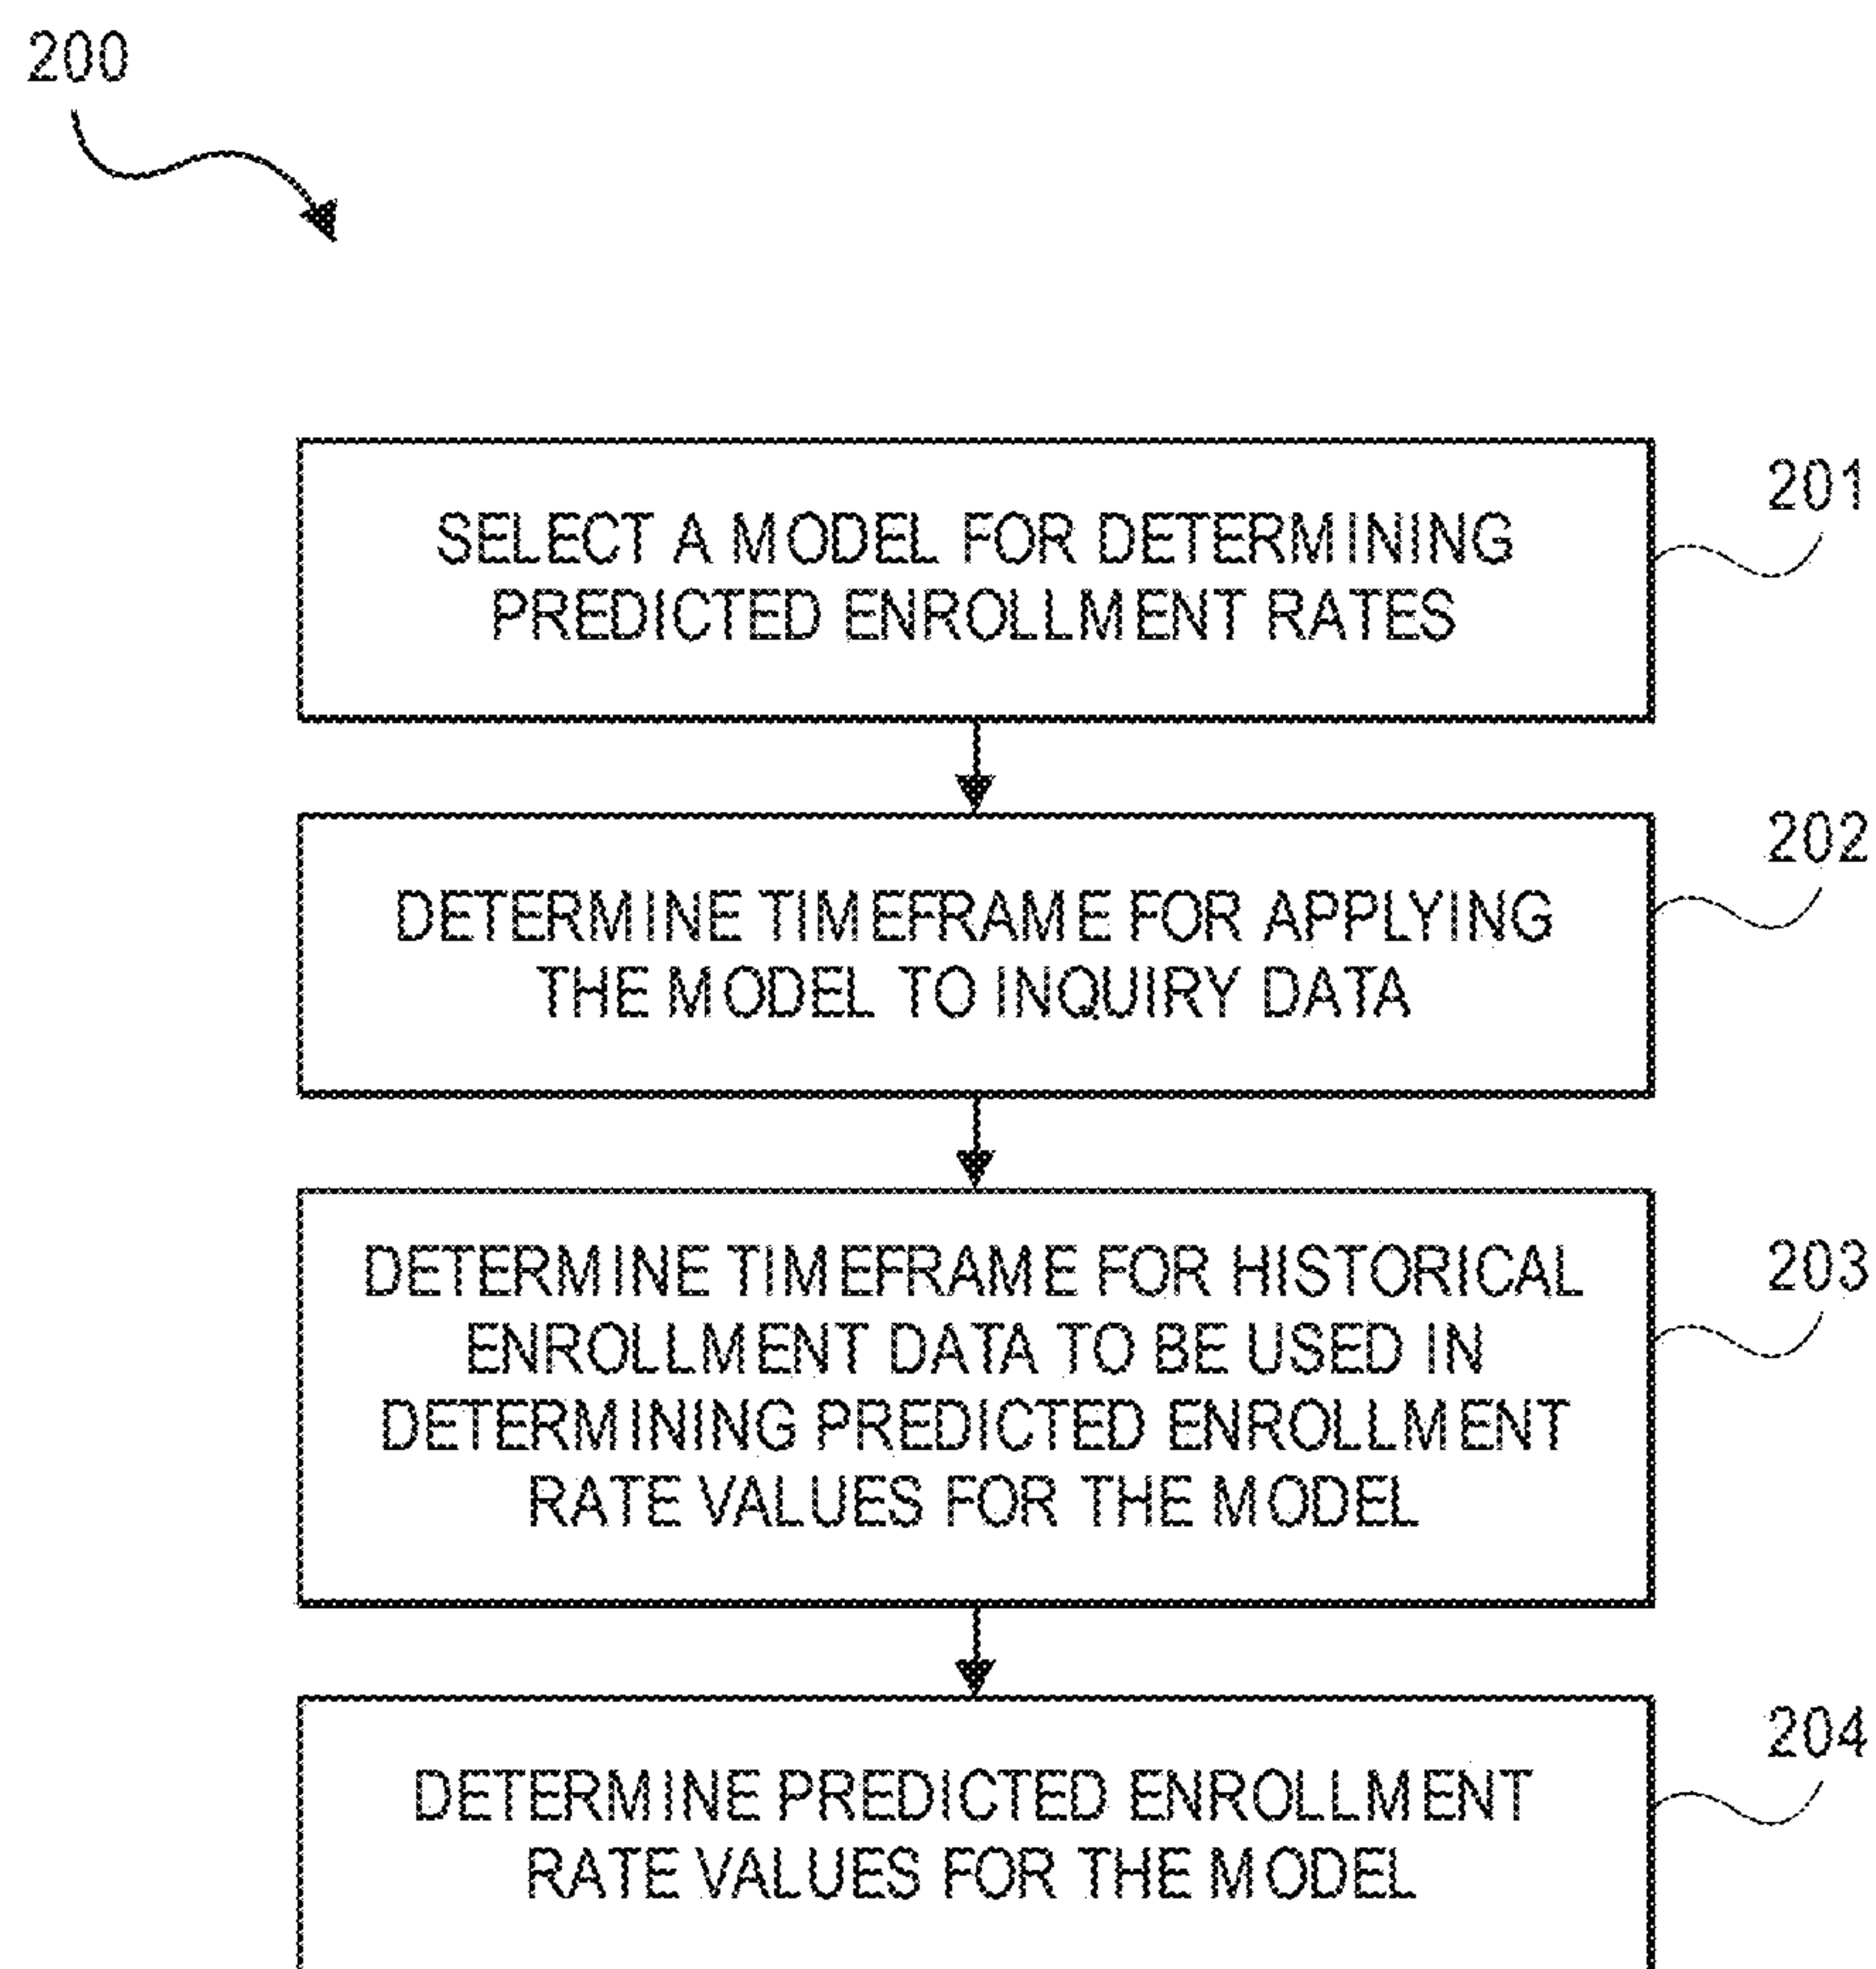 200
SELECT A MODEL FOR DETERMINING
PREDICTED ENROLLMENT RATES
201
DETERMINE TIMEFRAME FOR APPLYING
THE MODEL TO INQUIRY DATA
202
DETERMINE TIMEFRAME FOR HISTORICAL
ENROLLMENT DATA TO BE USED IN
DETERMINING PREDICTED ENROLLMENT
RATE VALUES FOR THE MODEL
203
DETERMINE PREDICTED ENROLLMENT
RATE VALUES FOR THE MODEL
204